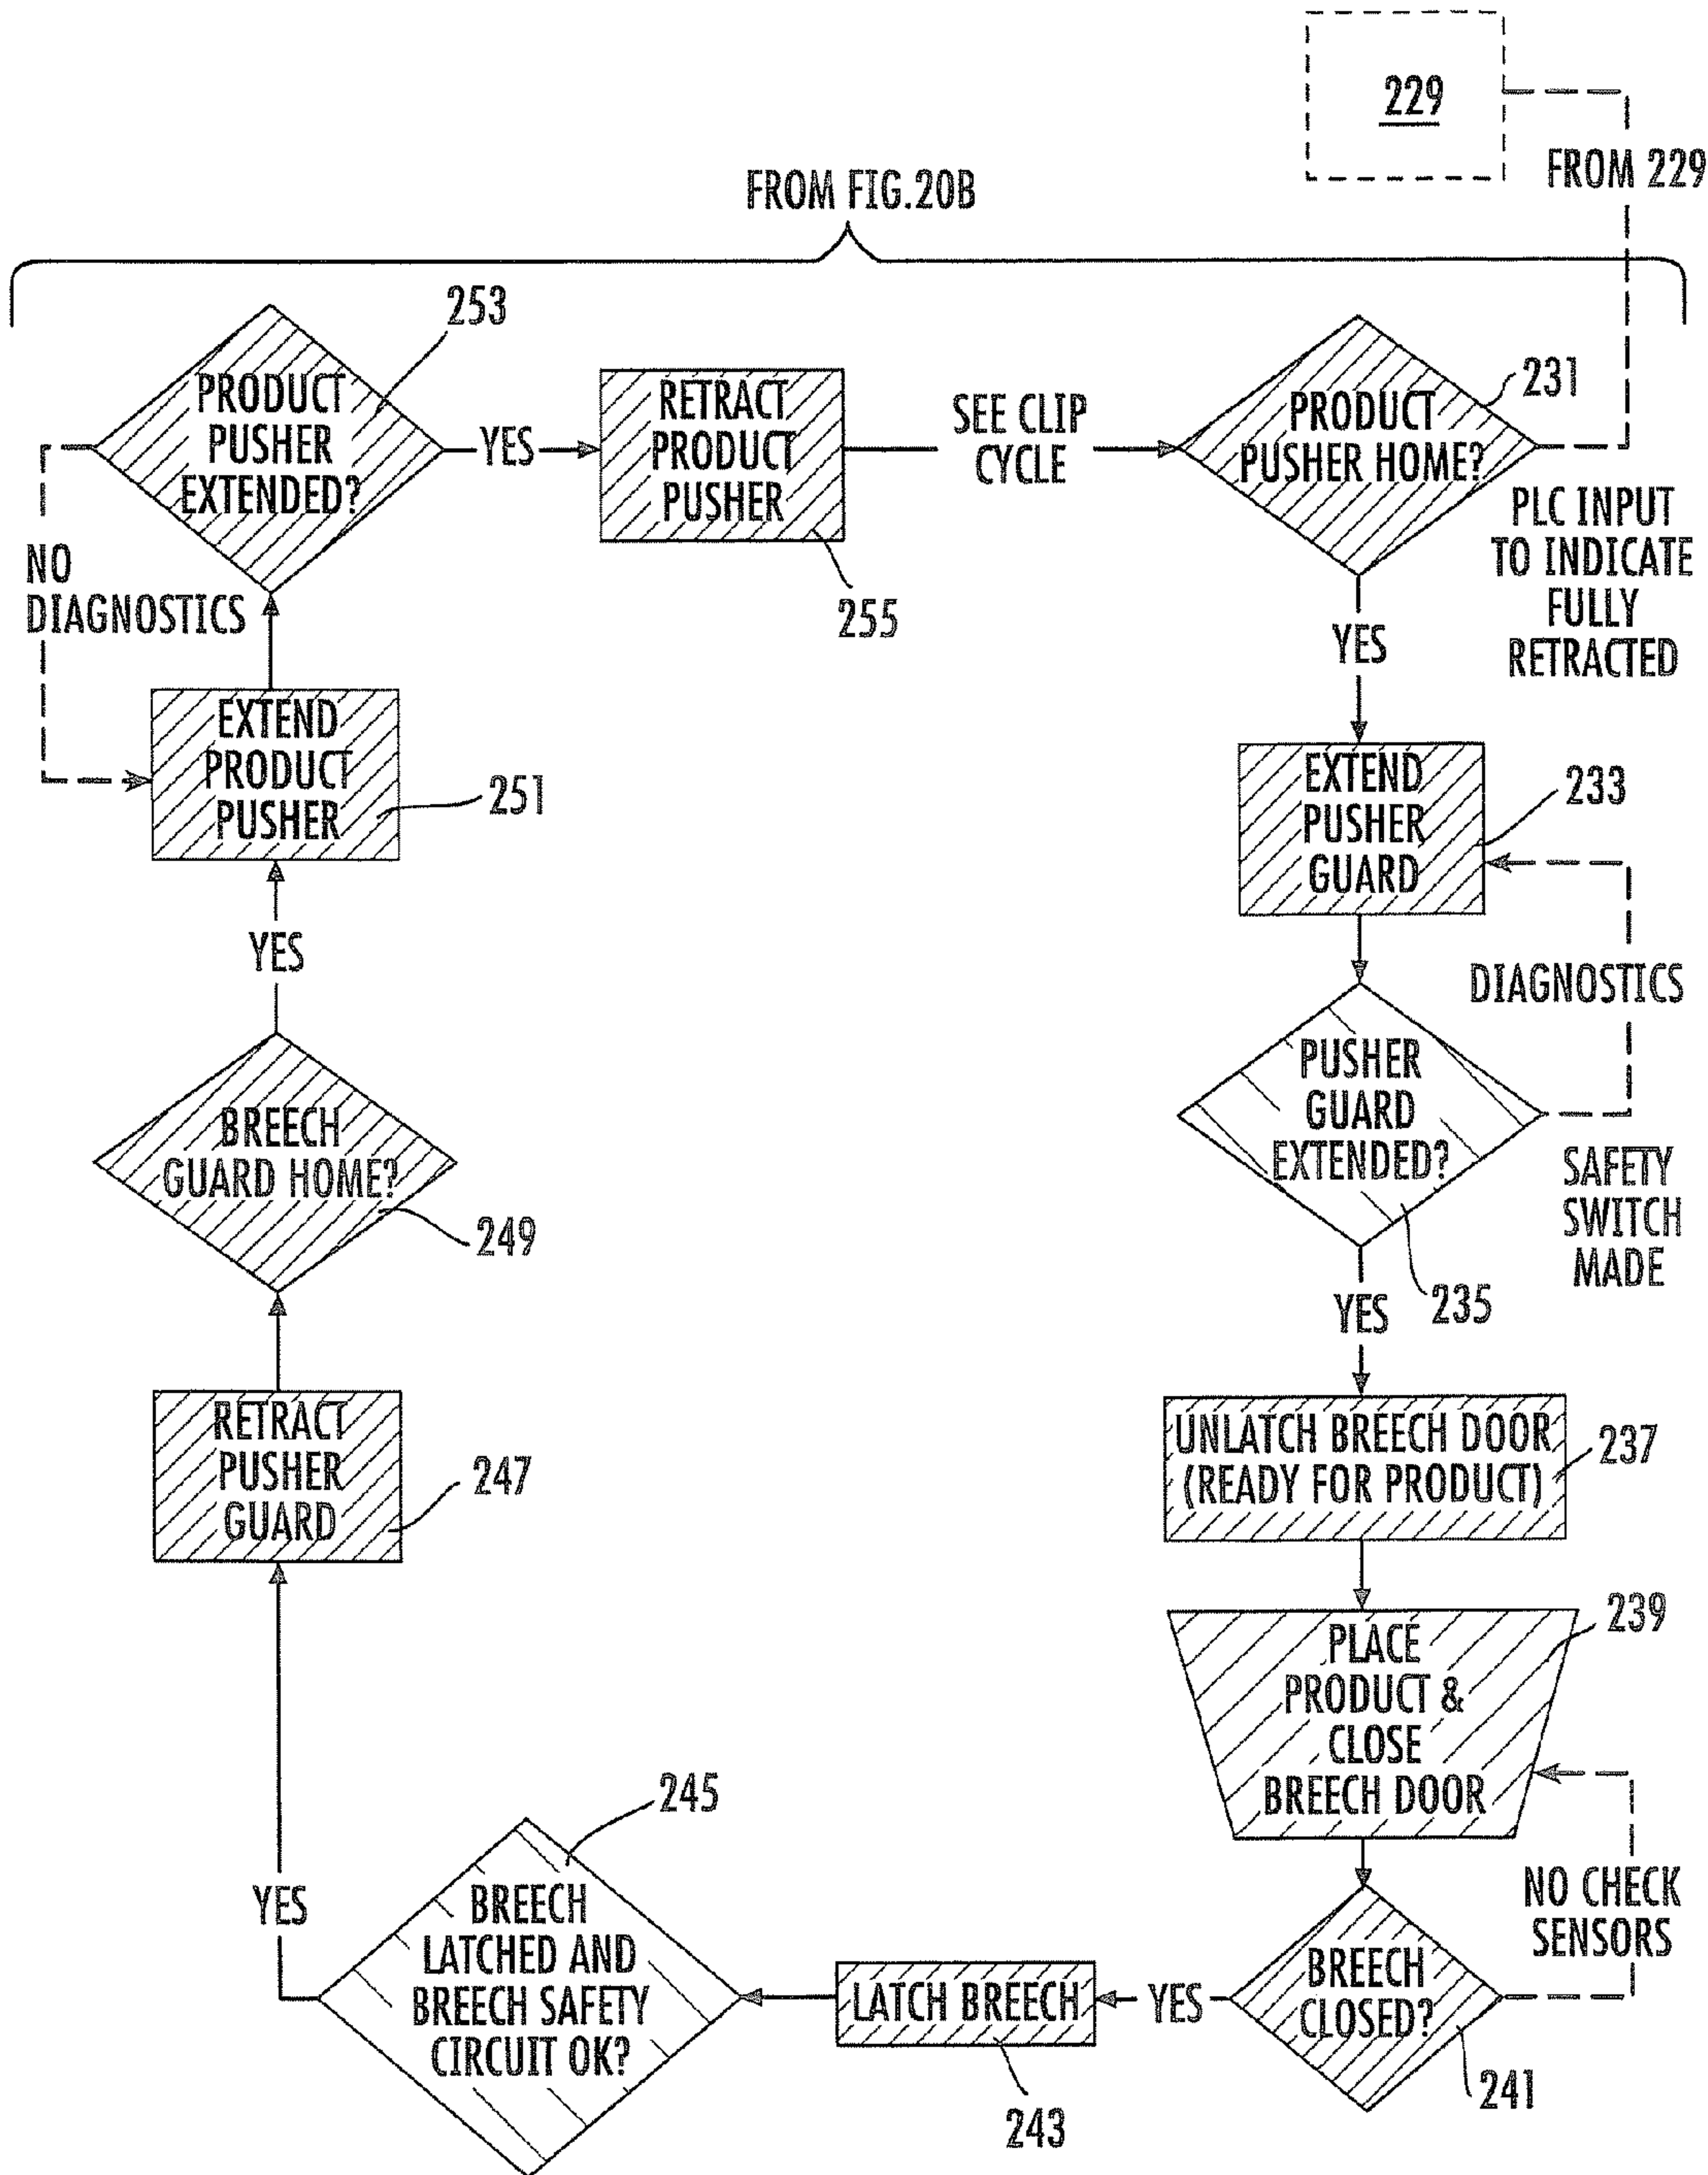 229
FROM 229
FROM FIG.20B
253
PRODUCT
PUSHER
EXTENDED?
YES
RETRACT
PRODUCT
PUSHER
255
SEE CLIP
CYCLE
PRODUCT
PUSHER HOME?
231
PLC INPUT
TO INDICATE
FULLY
RETRACTED
YES
NO
DIAGNOSTICS
EXTEND
PRODUCT
PUSHER
251
EXTEND
PUSHER
GUARD
233
DIAGNOSTICS
YES
PUSHER
GUARD
EXTENDED?
235
SAFETY
SWITCH
MADE
BREECH
GUARD HOME?
249
YES
UNLATCH BREECH DOOR
(READY FOR PRODUCT)
237
RETRACT
PUSHER
GUARD
247
PLACE
PRODUCT &
CLOSE
BREECH DOOR
239
NO CHECK
SENSORS
YES
245
BREECH
LATCHED AND
BREECH SAFETY
CIRCUIT OK?
LATCH BREECH
243
YES
BREECH
CLOSED?
241